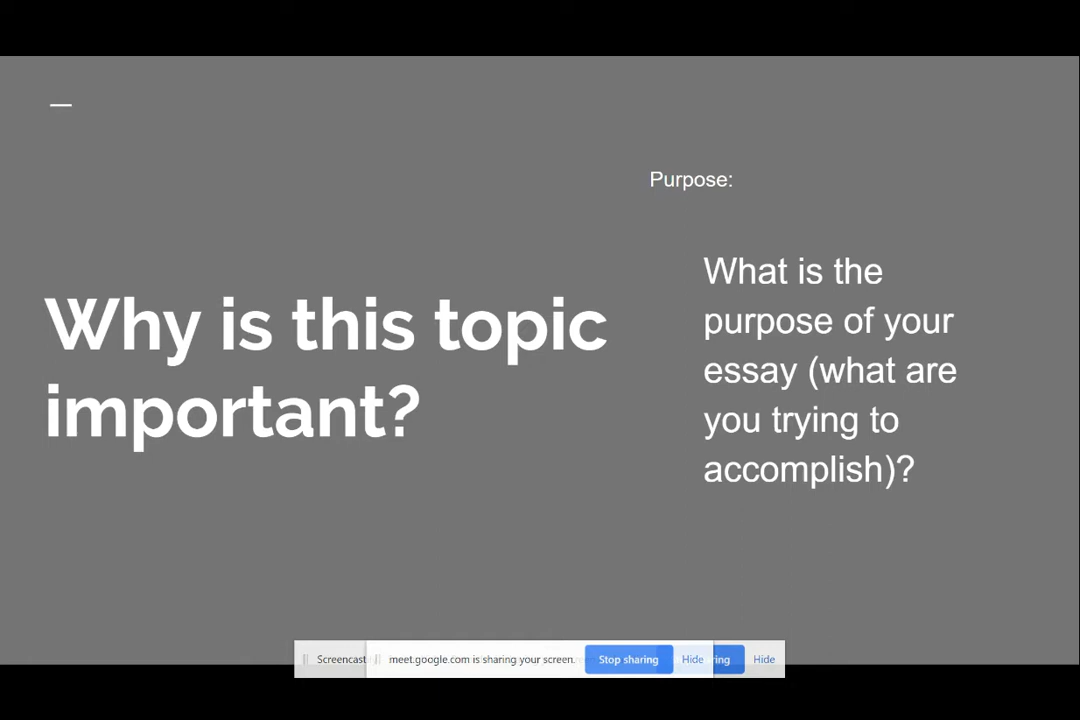 Why is this topic
important?
Purpose:
What is the
purpose of your
essay (what are
you trying to
accomplish)?
Screencast
meet.google.com is sharing your screen.
Stop sharing
Hide
Hide